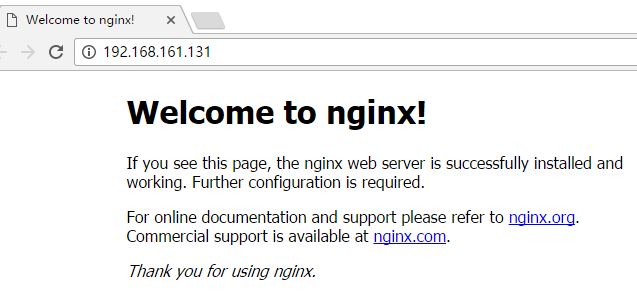 Welcome to nginx!
192.168.161.131
Welcome to nginx!
If you see this page, the nginx web server is successfully installed and
working. Further configuration is required.
For online documentation and support please refer to nginx.org.
Commercial support is available at nginx.com.
Thank you for using nginx.